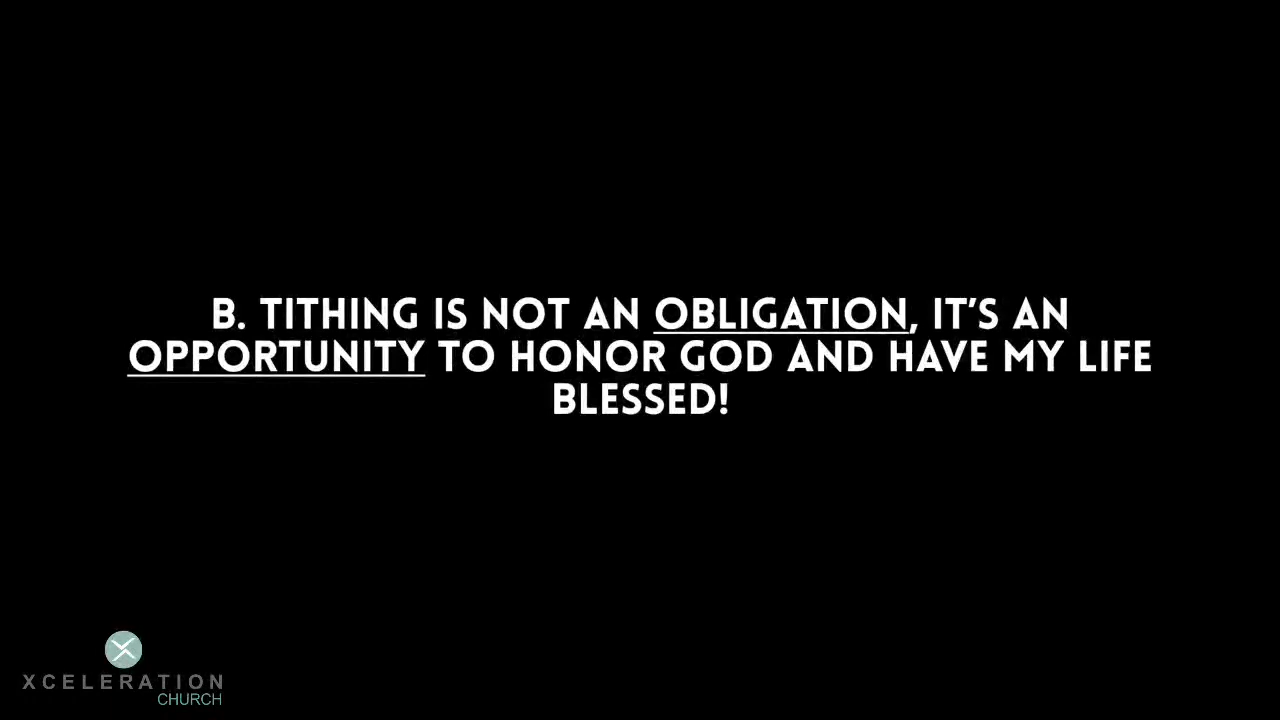 B. TITHING IS NOT AN OBLIGATION, IT'S AN
OPPORTUNITY TO HONOR GOD AND HAVE MY LIFE
BLESSED!
XCELERATION
CHURCH